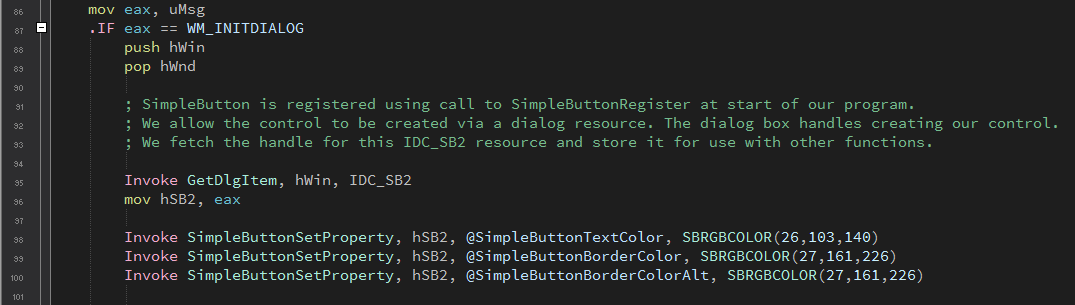 86 mov eax, uMsg
87 .IF eax == WM_INITDIALOG
88 push hWin
89 pop hWnd
90
91 ; SimpleButton is registered using call to SimpleButtonRegister at start of our program.
92 ; We allow the control to be created via a dialog resource. The dialog box handles creating our control.
93 ; We fetch the handle for this IDC_SB2 resource and store it for use with other functions.
94
95 Invoke GetDlgItem, hWin, IDC_SB2
96 mov hSB2, eax
97
98 Invoke SimpleButtonSetProperty, hSB2, @SimpleButtonTextColor, SBRGBCOLOR(26,103,140)
99 Invoke SimpleButtonSetProperty, hSB2, @SimpleButtonBorderColor, SBRGBCOLOR(27,161,226)
100 Invoke SimpleButtonSetProperty, hSB2, @SimpleButtonBorderColorAlt, SBRGBCOLOR(27,161,226)
101